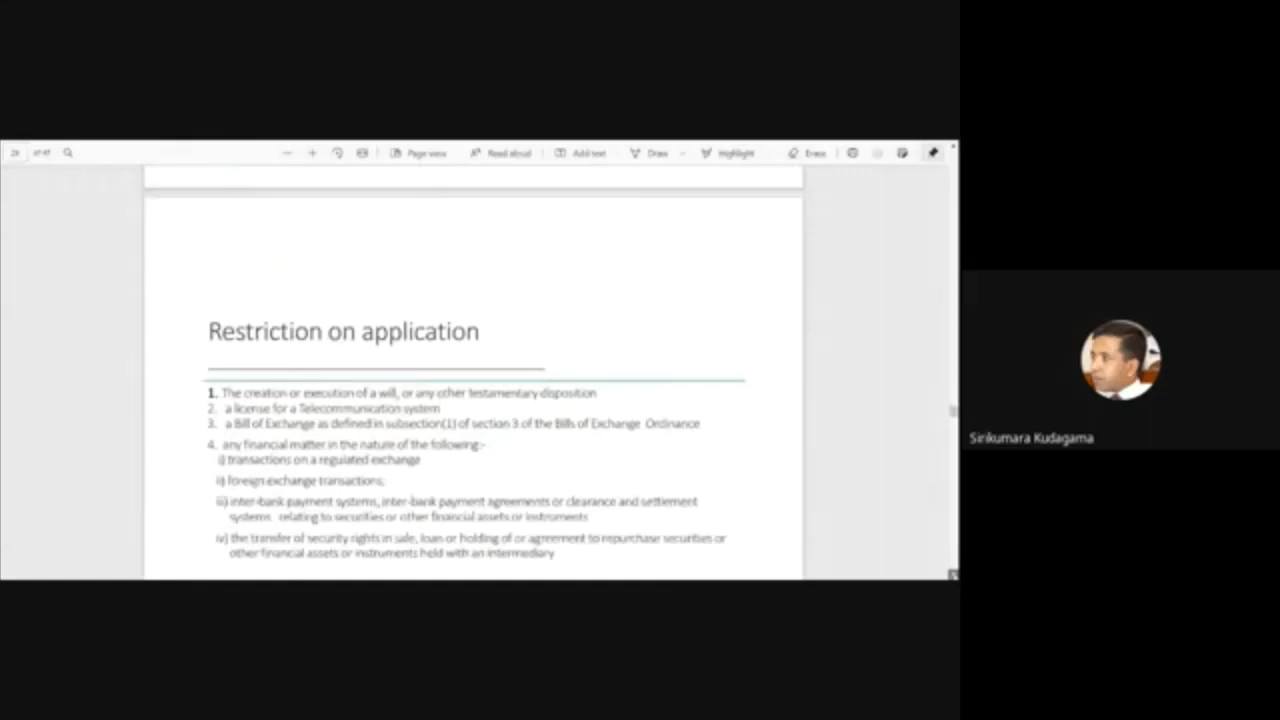 23 of 47 Page view Read aloud Add text Draw Highlight Erase
Restriction on application
1. The creation or execution of a will, or any other testamentary disposition
2. a license for a Telecommunication system
3. a Bill of Exchange as defined in subsection(1) of section 3 of the Bills of Exchange Ordinance
4. any financial matter in the nature of the following:-
i) transactions on a regulated exchange
ii) foreign exchange transactions;
iii) inter-bank payment systems, inter-bank payment agreements or clearance and settlement
systems relating to securities or other financial assets or instruments
iv) the transfer of security rights in sale, loan or holding of or agreement to repurchase securities or
other financial assets or instruments held with an intermediary
Sirikumara Kudagama